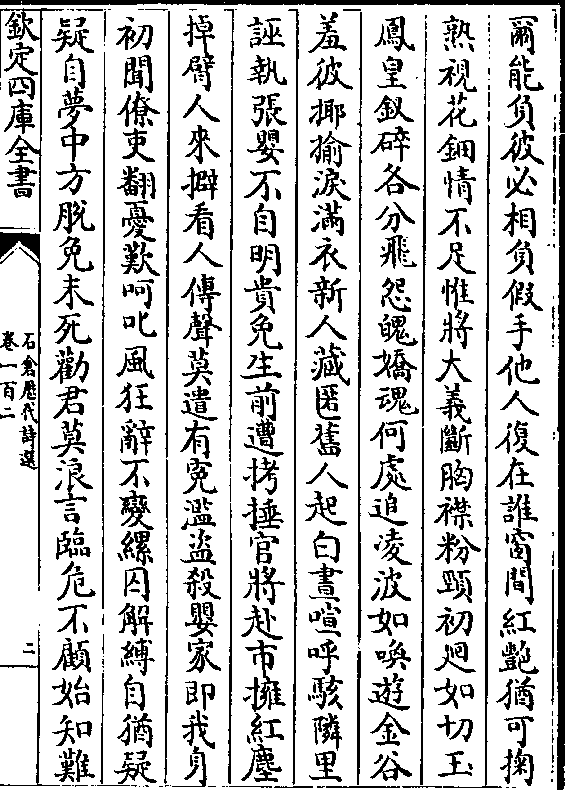 爾能負彼必相負假手他人復在誰窗間紅艷猶可掬
熟視花鈿情不足惟將大義斷胸襟粉頸初廻如切玉
鳳皇釵碎各分飛怨魄嬌魂何處追凌波如喚遊金谷
羞彼揶揄淚滿衣新人藏匿舊人起白晝喧呼駭隣里
誣執張嬰不自明貴免生前遭拷捶官將赴市擁紅塵
掉臂人來擗看人傳聲莫遣有寃濫盜殺嬰家即我身
初聞僚吏翻憂歎呵叱風狂辭不變縲囚解縛自猶疑
疑自夢中方脫免未死勸君莫浪言臨危不顧始知難
欽定四庫全書
石倉歷代詩選
卷一百二
二